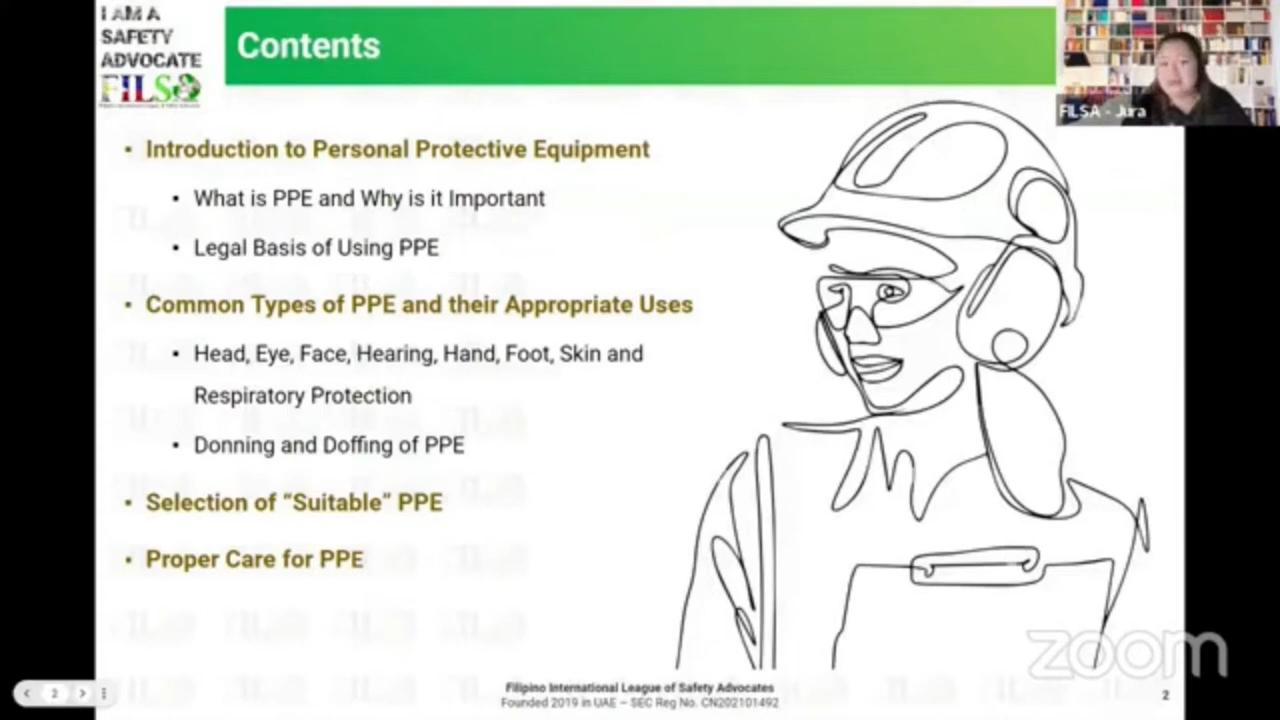 I AM A
SAFETY
ADVOCATE
FILSA
Contents
FILSA - Jura
• Introduction to Personal Protective Equipment
• What is PPE and Why is it Important
• Legal Basis of Using PPE
• Common Types of PPE and their Appropriate Uses
• Head, Eye, Face, Hearing, Hand, Foot, Skin and
Respiratory Protection
• Donning and Doffing of PPE
• Selection of “Suitable” PPE
• Proper Care for PPE
zoom
2
Filipino International League of Safety Advocates
Founded 2019 in UAE – SEC Reg No. CN202101492
2